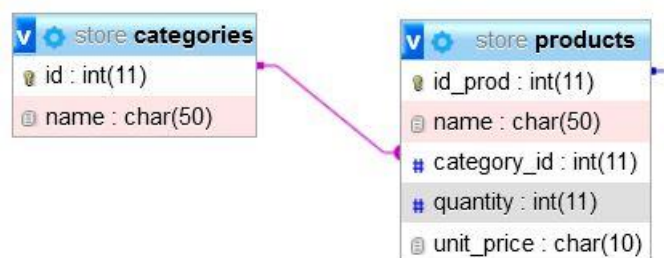 v store categories
id : int(11)
name : char(50)
v store products
id_prod : int(11)
name : char(50)
# category_id : int(11)
# quantity : int(11)
unit_price : char(10)